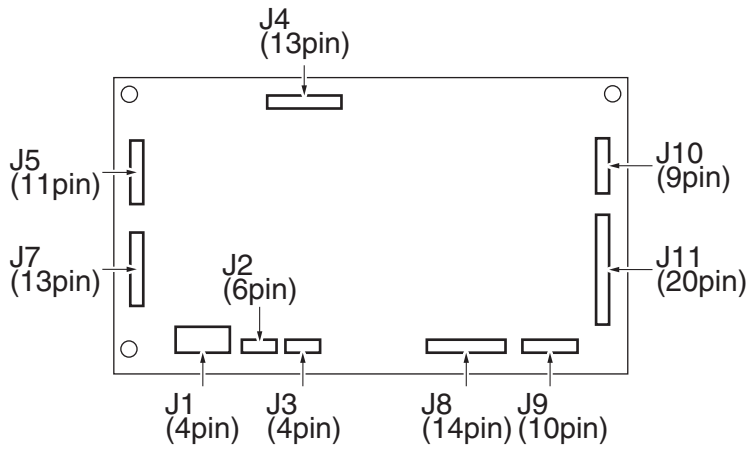 J4
(13pin)
J5
(11pin)
J10
(9pin)
J7
(13pin)
J2
(6pin)
J11
(20pin)
J1
(4pin)
J3
(4pin)
J8
(14pin)
J9
(10pin)